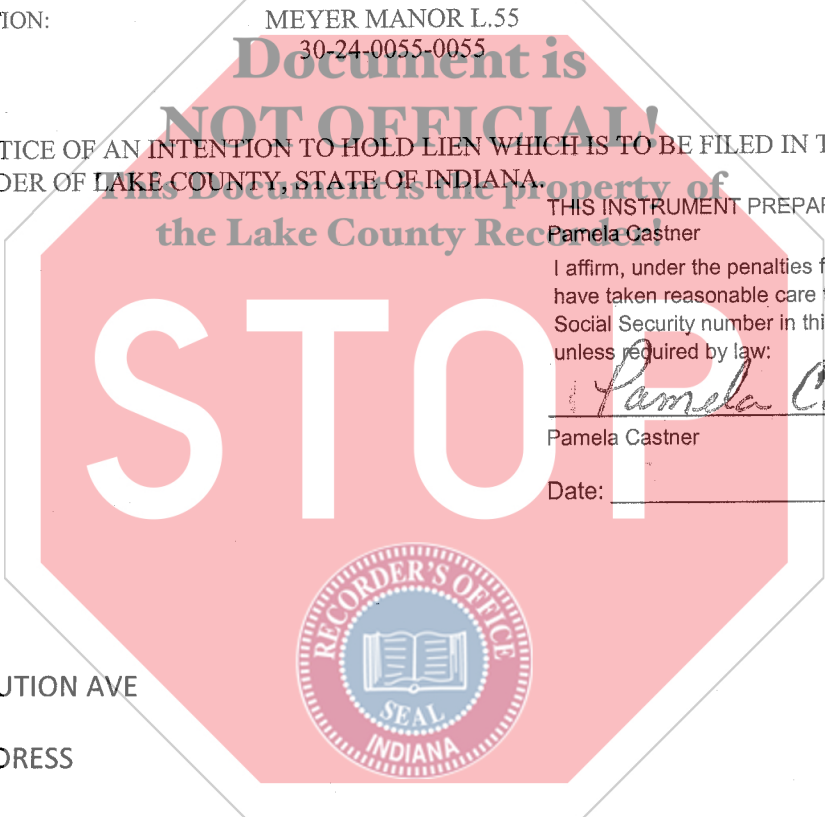 TION: MEYER MANOR L.55
30-24-0055-0055
Document is
NOT OFFICIAL!
TICE OF AN INTENTION TO HOLD LIEN WHICH IS TO BE FILED IN T
DER OF LAKE COUNTY, STATE OF INDIANA.
This Document is the property of
the Lake County Recorder!
THIS INSTRUMENT PREPAR
Pamela Castner
I affirm, under the penalties f
have taken reasonable care t
Social Security number in thi
unless required by law:
Pamela C
Pamela Castner
Date:
STOP
RECORDER'S OFFICE
SEAL
INDIANA
UTION AVE
DRESS